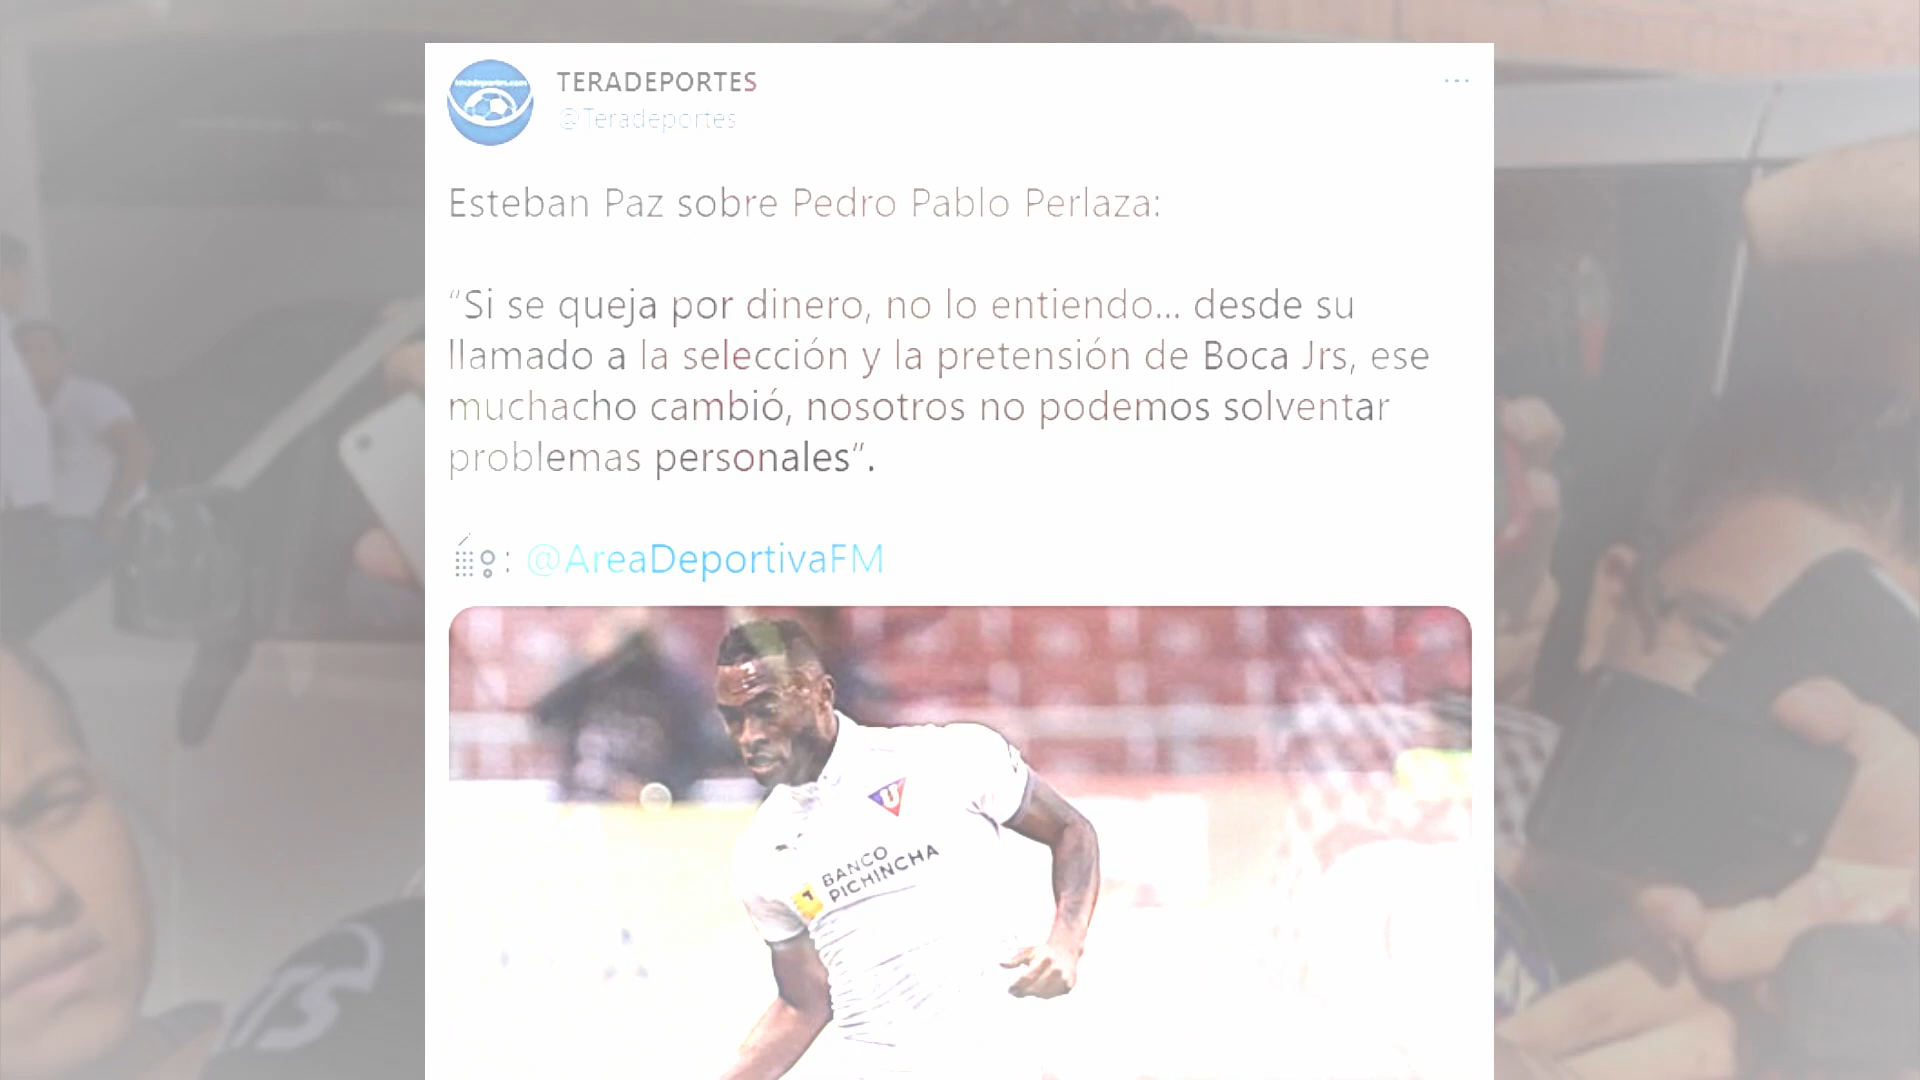 TERADEPORTES
@Teradeportes
Esteban Paz sobre Pedro Pablo Perlaza:
“Si se queja por dinero, no lo entiendo... desde su
llamado a la selección y la pretensión de Boca Jrs, ese
muchacho cambió, nosotros no podemos solventar
problemas personales”.
: @AreaDeportivaFM
U
BANCO
PICHINCHA